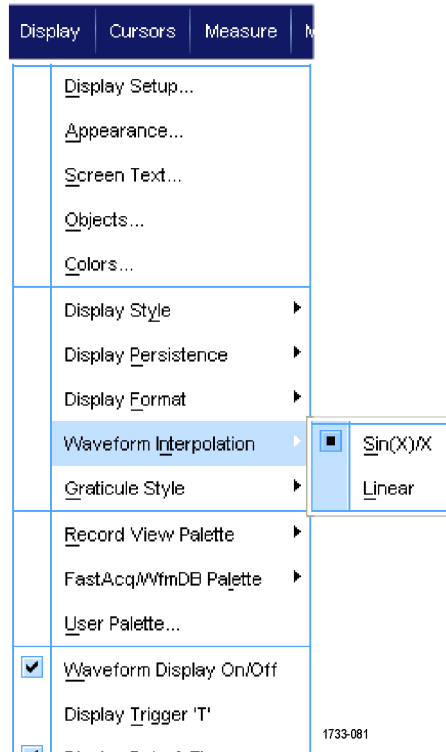 Display Cursors Measure
Display Setup...
Appearance...
Screen Text...
Objects...
Colors...
Display Style
Display Persistence
Display Format
Waveform Interpolation
Sin(X)/X
Graticule Style
Linear
Record View Palette
FastAcq/WfmDB Palette
User Palette...
Waveform Display On/Off
Display Trigger 'T'
1733-081